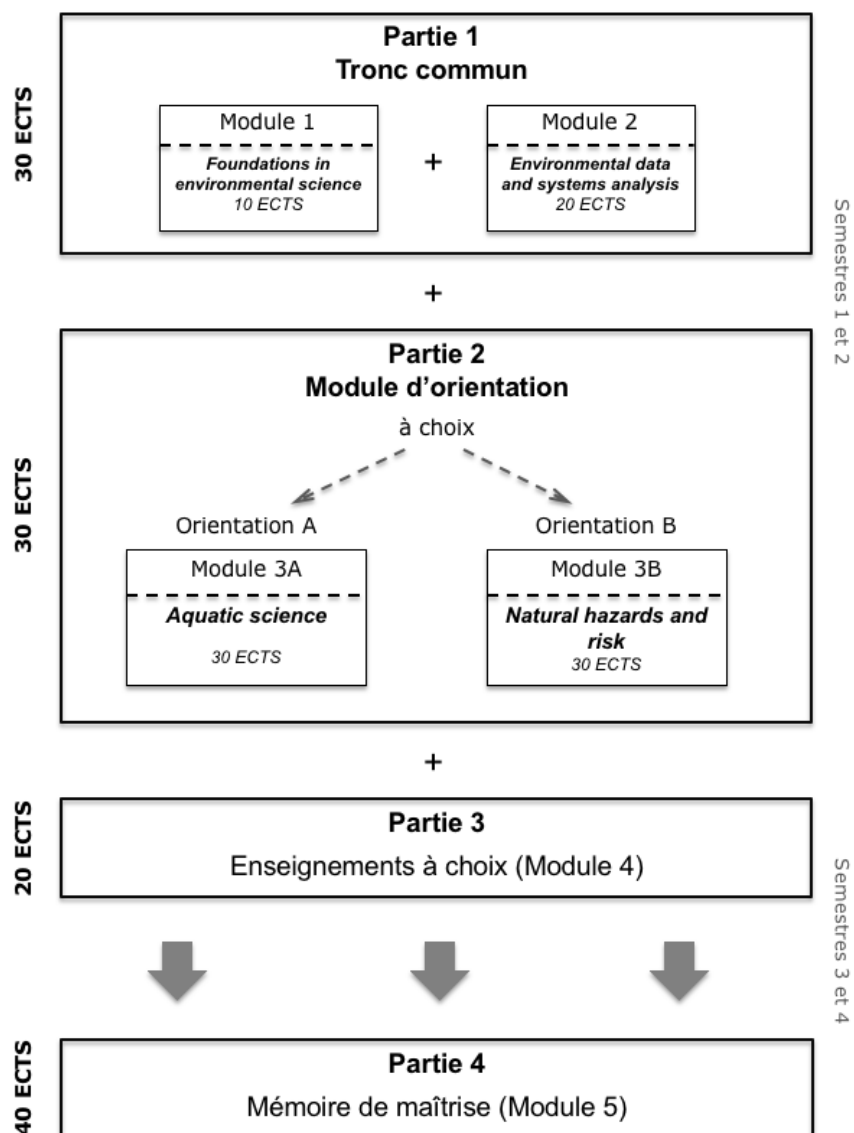 Partie 1
Tronc commun
30 ECTS
Module 1
Foundations in
environmental science
10 ECTS
+
Module 2
Environmental data
and systems analysis
20 ECTS
Semestres 1 et 2
+
Partie 2
Module d'orientation
à choix
30 ECTS
Orientation A
Module 3A
Aquatic science
30 ECTS
Orientation B
Module 3B
Natural hazards and
risk
30 ECTS
+
20 ECTS
Partie 3
Enseignements à choix (Module 4)
Semestres 3 et 4
40 ECTS
Partie 4
Mémoire de maîtrise (Module 5)